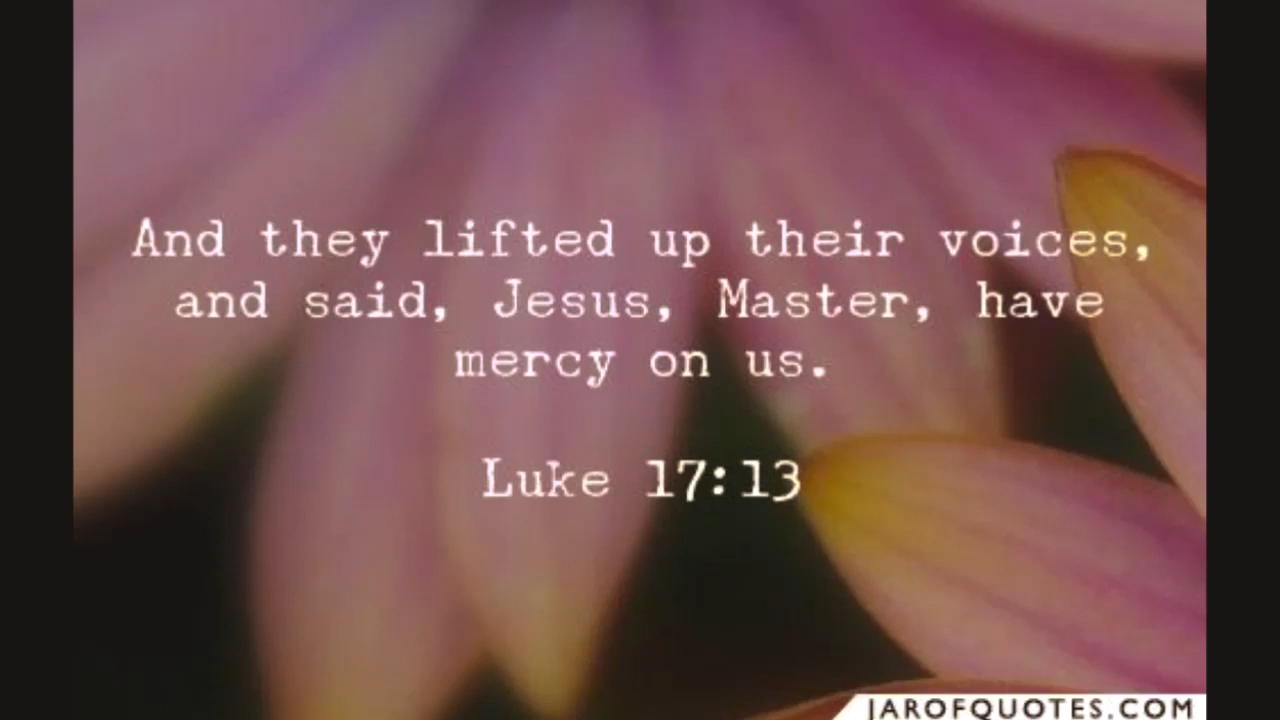 And they lifted up their voices,
and said, Jesus, Master, have
mercy on us.
Luke 17:13
JAROFQUOTES.COM